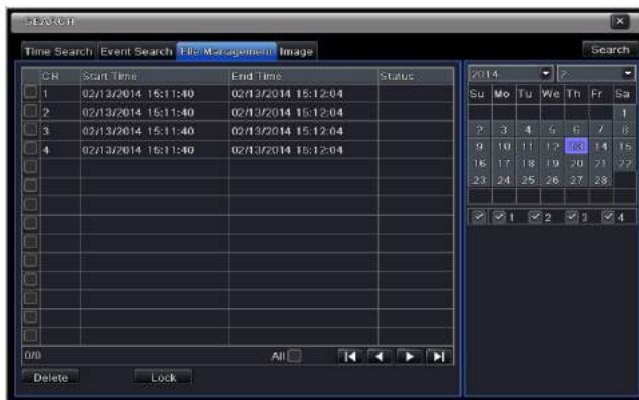 SEARCH
Time Search Event Search File Management Image Search
CH Start Time End Time Status
1 02/13/2014 15:11:40 02/13/2014 15:12:04
2 02/13/2014 15:11:40 02/13/2014 15:12:04
3 02/13/2014 15:11:40 02/13/2014 15:12:04
4 02/13/2014 15:11:40 02/13/2014 15:12:04
0/0 All
Delete Lock
2014 2
Su Mo Tu We Th Fr Sa
1
2 3 4 5 6 7 8
9 10 11 12 13 14 15
16 17 18 19 20 21 22
23 24 25 26 27 28
1 2 3 4